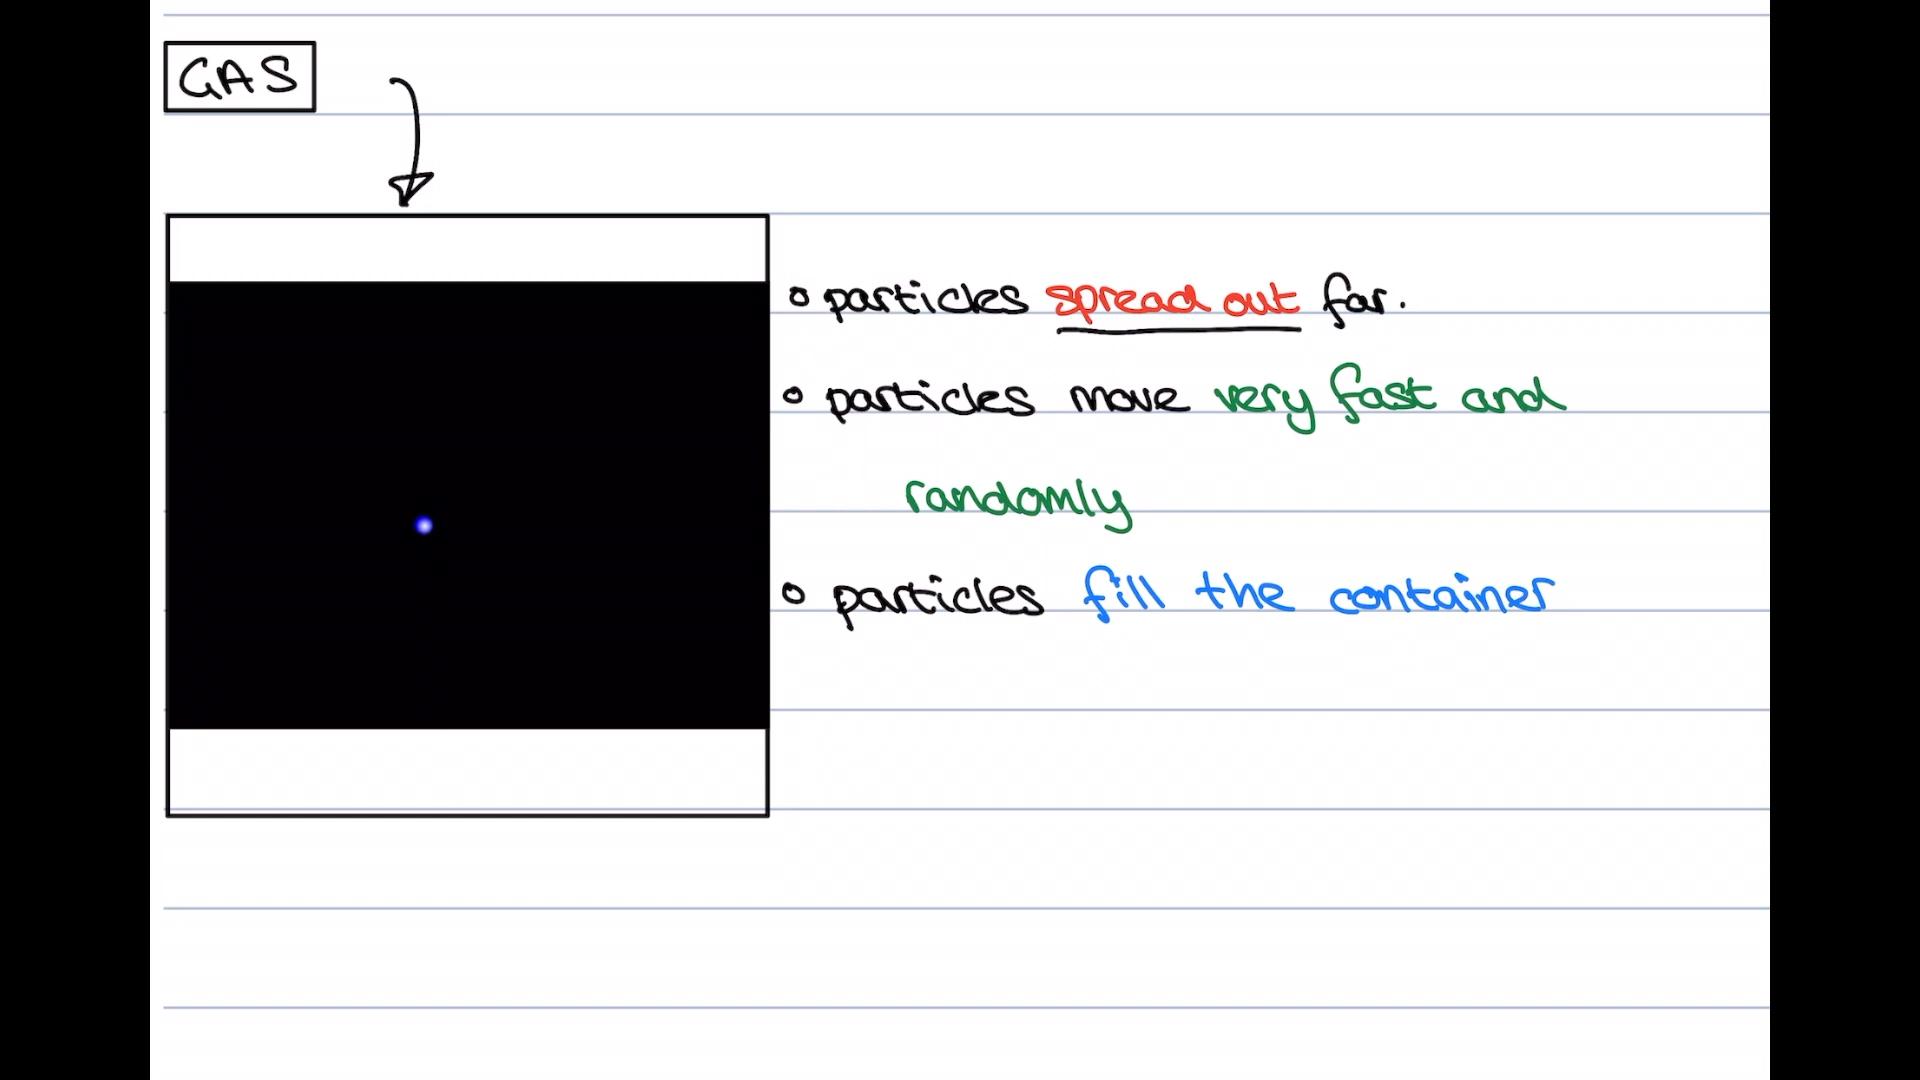 GAS
○ particles spread out far.
○ particles move very fast and
randomly
○ particles fill the container